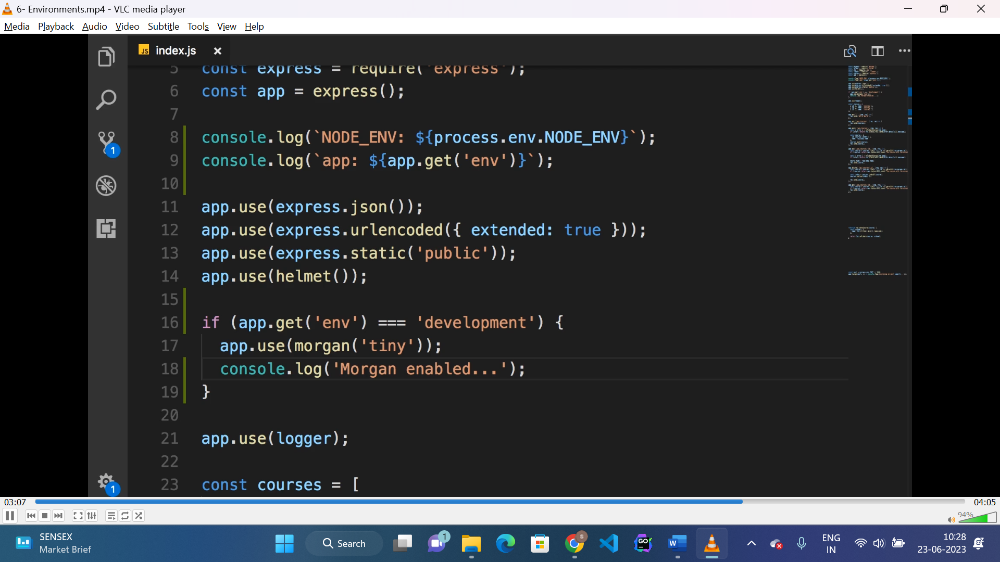 6- Environments.mp4 - VLC media player
Media Playback Audio Video Subtitle Tools View Help
JS index.js
5 const express = require('express');
6 const app = express();
7
8 console.log(`NODE_ENV: ${process.env.NODE_ENV}`);
9 console.log(`app: ${app.get('env')}`);
10
11 app.use(express.json());
12 app.use(express.urlencoded({ extended: true }));
13 app.use(express.static('public'));
14 app.use(helmet());
15
16 if (app.get('env') === 'development') {
17 app.use(morgan('tiny'));
18 console.log('Morgan enabled...');
19 }
20
21 app.use(logger);
22
23 const courses = [
1
1
03:07
04:05
94%
SENSEX
Market Brief
Search
1
S
GO
W
ENG
IN
10:28
23-06-2023